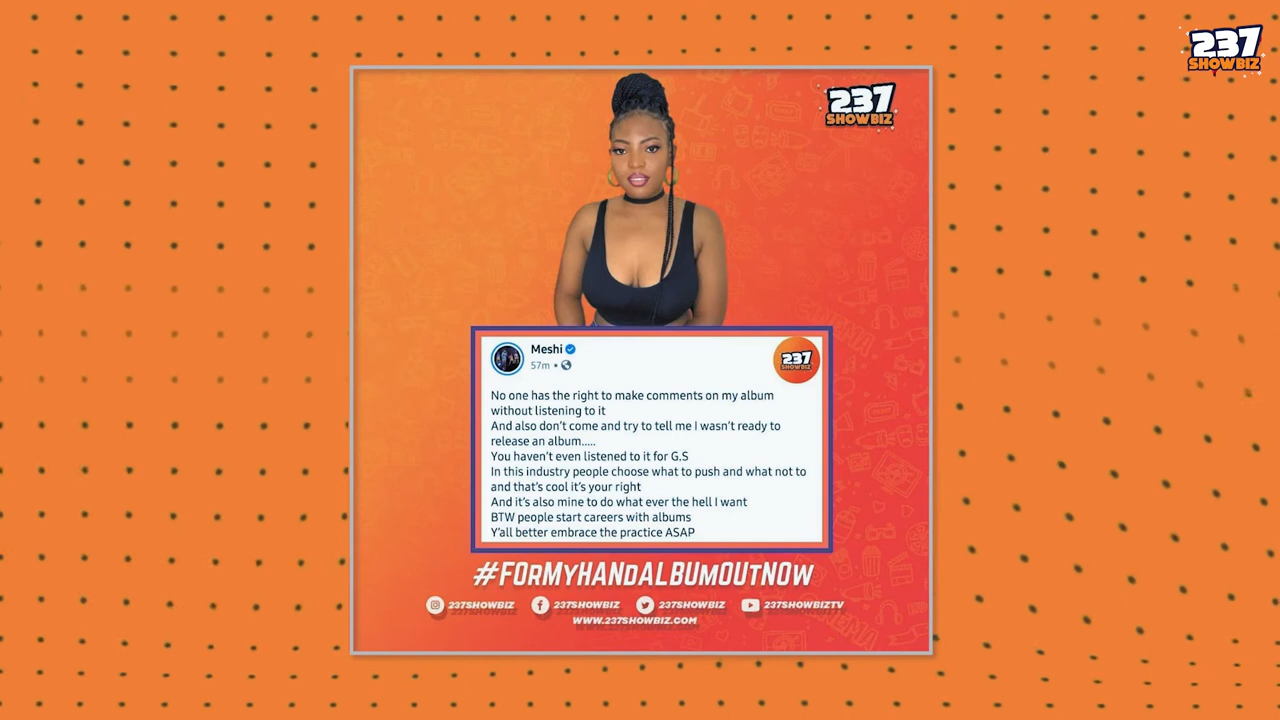 237
SHOWBIZ
237
SHOWBIZ
Meshi
57m
237
SHOWBIZ
No one has the right to make comments on my album
without listening to it
And also don't come and try to tell me I wasn't ready to
release an album.....
You haven't even listened to it for G.S
In this industry people choose what to push and what not to
and that's cool it's your right
And it's also mine to do what ever the hell I want
BTW people start careers with albums
Y'all better embrace the practice ASAP
#FORMYHANDALBUMOUTNOW
237SHOWBIZ 237SHOWBIZ 237SHOWBIZ 237SHOWBIZTV
WWW.237SHOWBIZ.COM